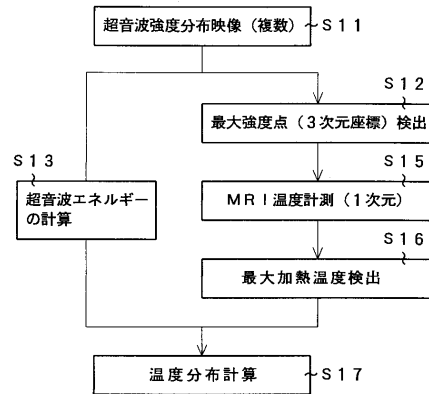 超音波強度分布映像（複数）
S11
S12
最大強度点（3次元座標）検出
S13
S15
超音波エネルギー
の計算
MRI温度計測（1次元）
S16
最大加熱温度検出
温度分布計算
S17